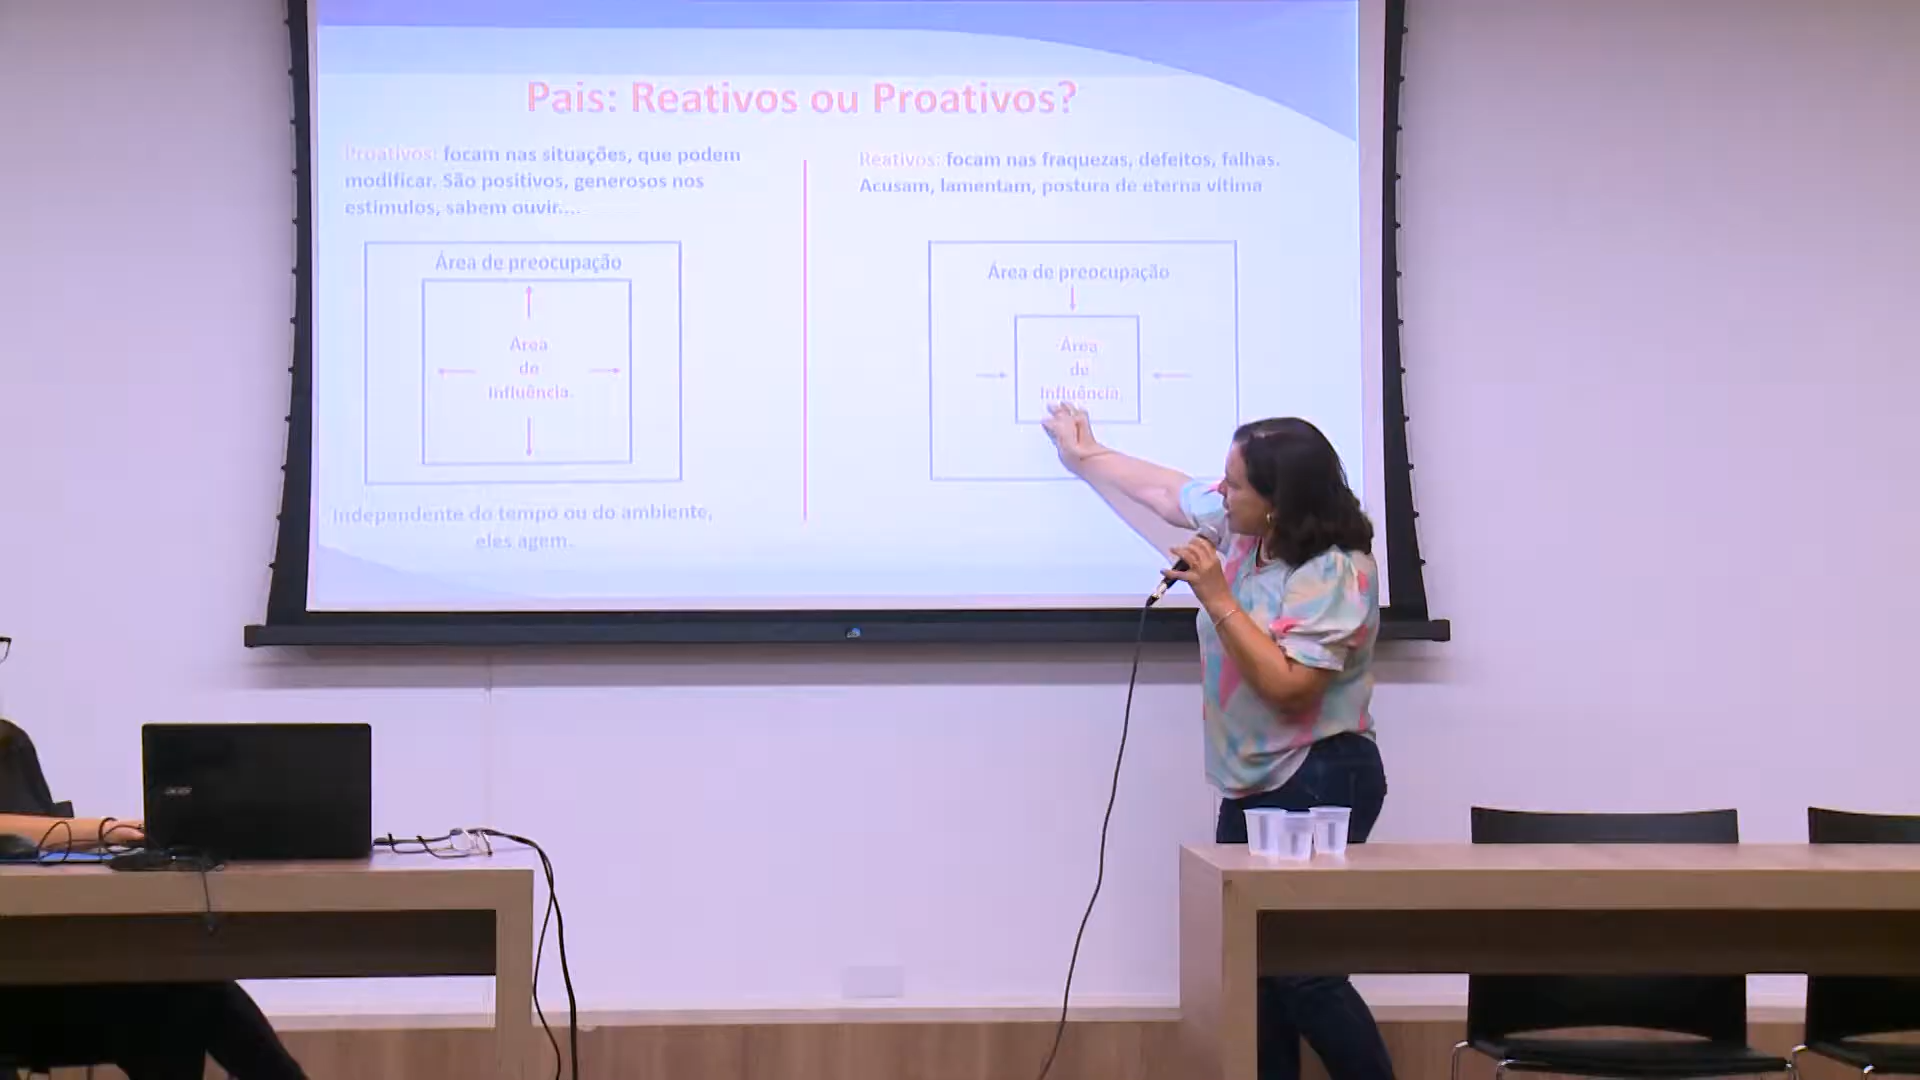 Pais: Reativos ou Proativos?
Proativos: focam nas situações, que podem
modificar. São positivos, generosos nos
estímulos, sabem ouvir....
Área de preocupação
Área
de
Influência.
Independente do tempo ou do ambiente,
eles agem.
Reativos: focam nas fraquezas, defeitos, falhas.
Acusam, lamentam, postura de eterna vítima
Área de preocupação
Área
de
Influência.
acer